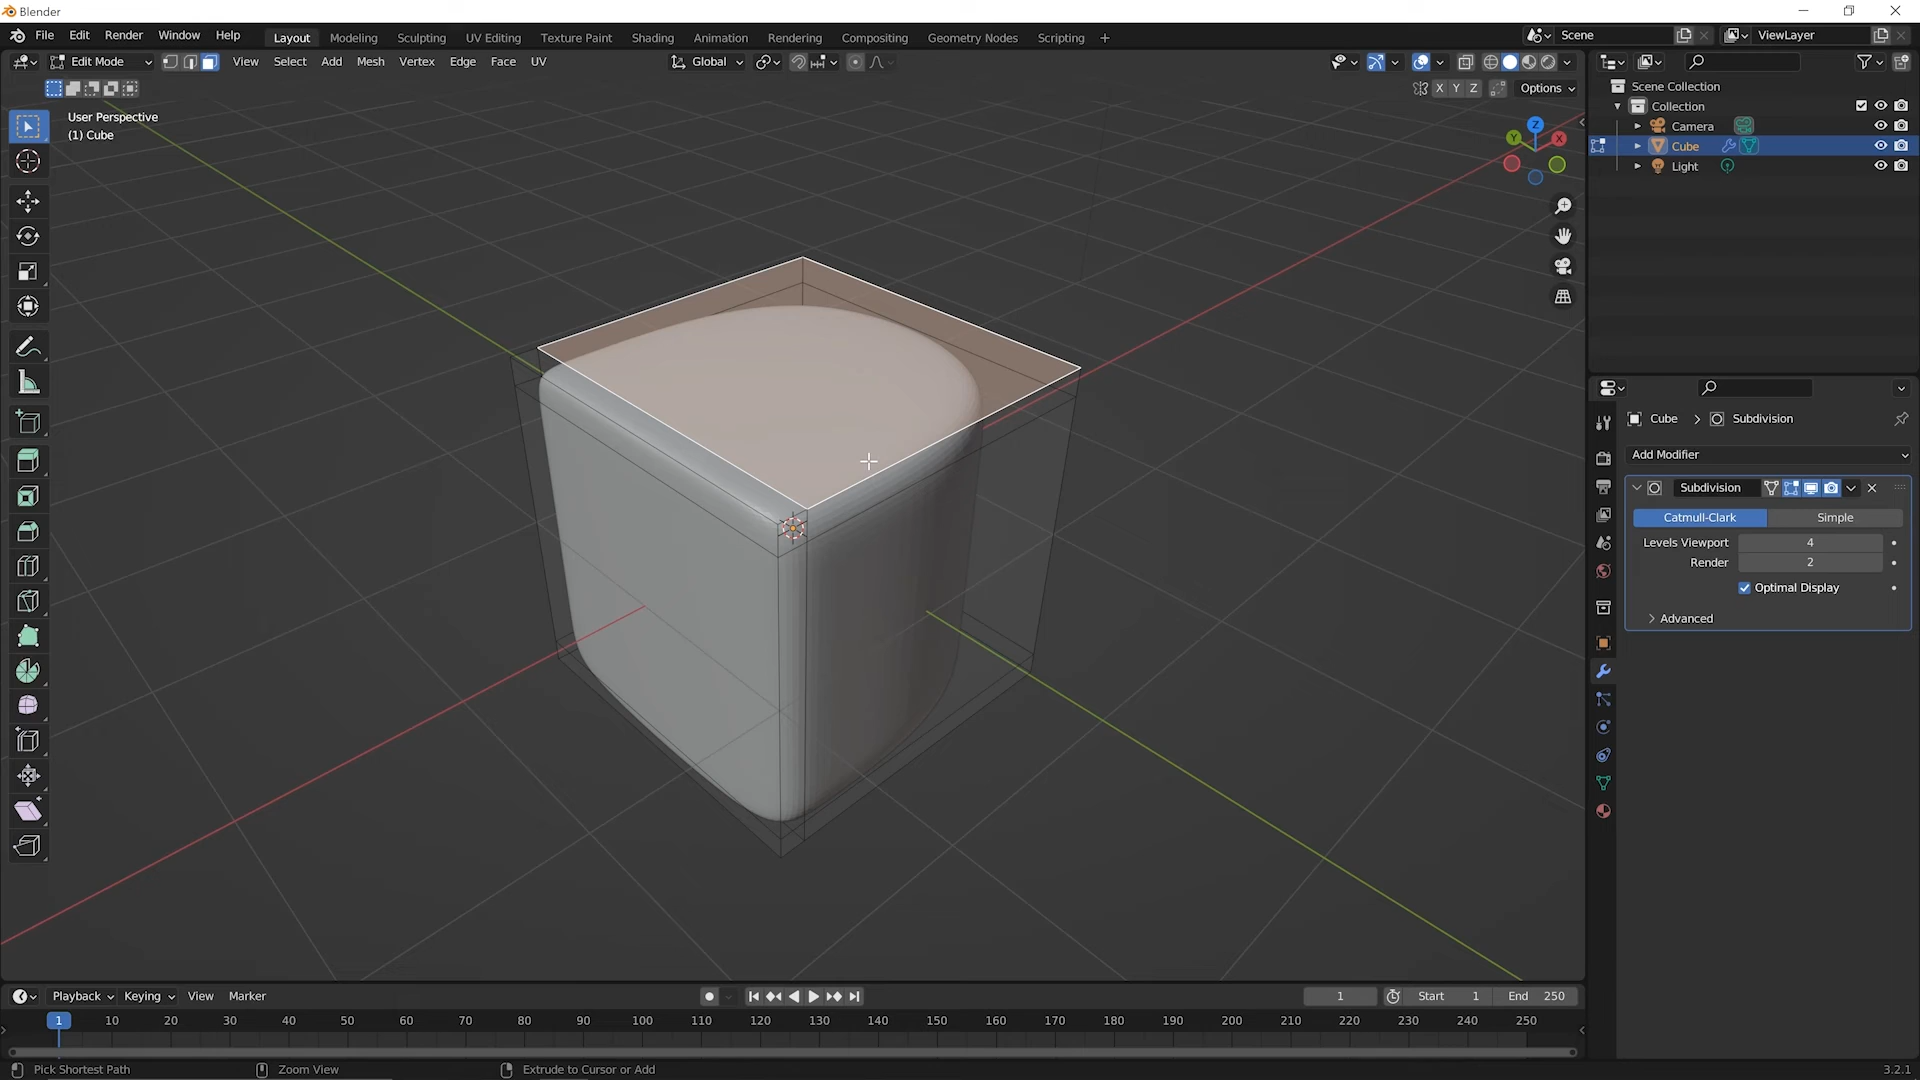 Blender
File Edit Render Window Help
Layout Modeling Sculpting UV Editing Texture Paint Shading Animation Rendering Compositing Geometry Nodes Scripting +
Scene
ViewLayer
Edit Mode View Select Add Mesh Vertex Edge Face UV
Global
X Y Z Options
User Perspective
(1) Cube
Z
Y X
Scene Collection
Collection
Camera
Cube
Light
Cube > Subdivision
Add Modifier
Subdivision
Catmull-Clark Simple
Levels Viewport 4
Render 2
Optimal Display
Advanced
Playback Keying View Marker
1 Start 1 End 250
1 10 20 30 40 50 60 70 80 90 100 110 120 130 140 150 160 170 180 190 200 210 220 230 240 250
Pick Shortest Path Zoom View Extrude to Cursor or Add 3.2.1